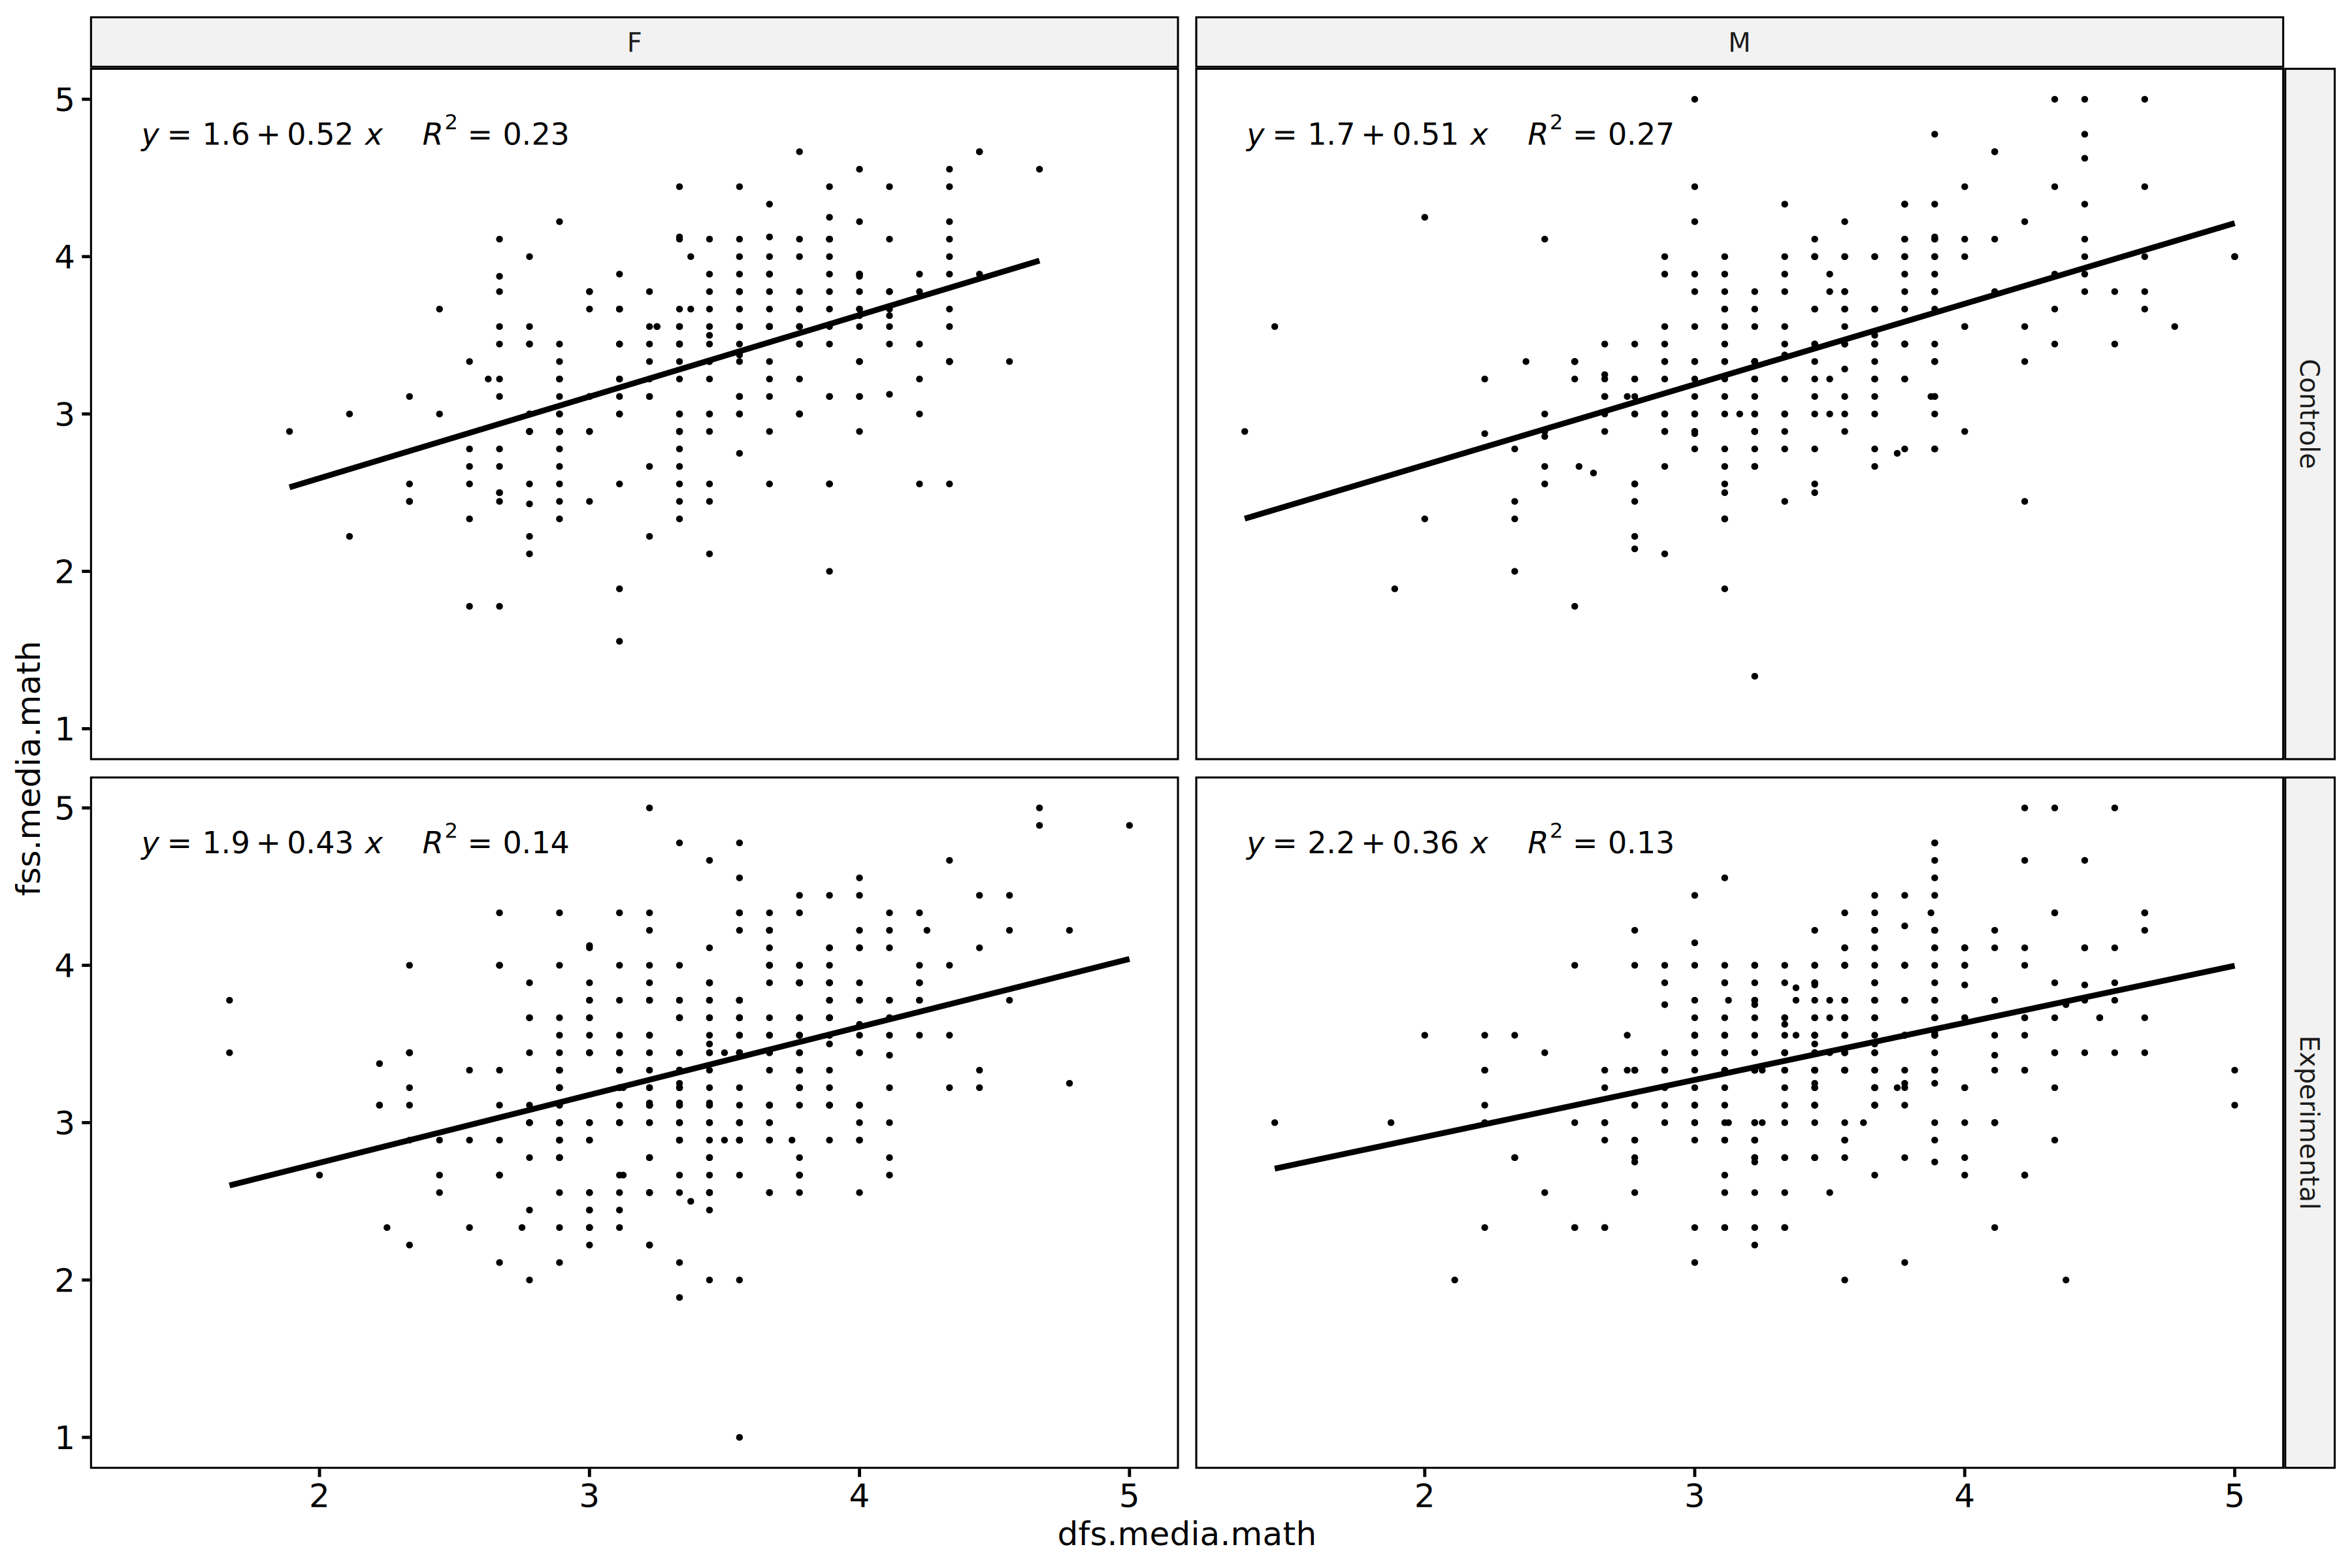 F
M
5
y = 1.6 + 0.52 x R² = 0.23
y = 1.7 + 0.51 x R² = 0.27
4
3
2
1
Controle
fss.media.math
5
y = 1.9 + 0.43 x R² = 0.14
y = 2.2 + 0.36 x R² = 0.13
4
3
2
1
Experimental
2 3 4 5
2 3 4 5
dfs.media.math